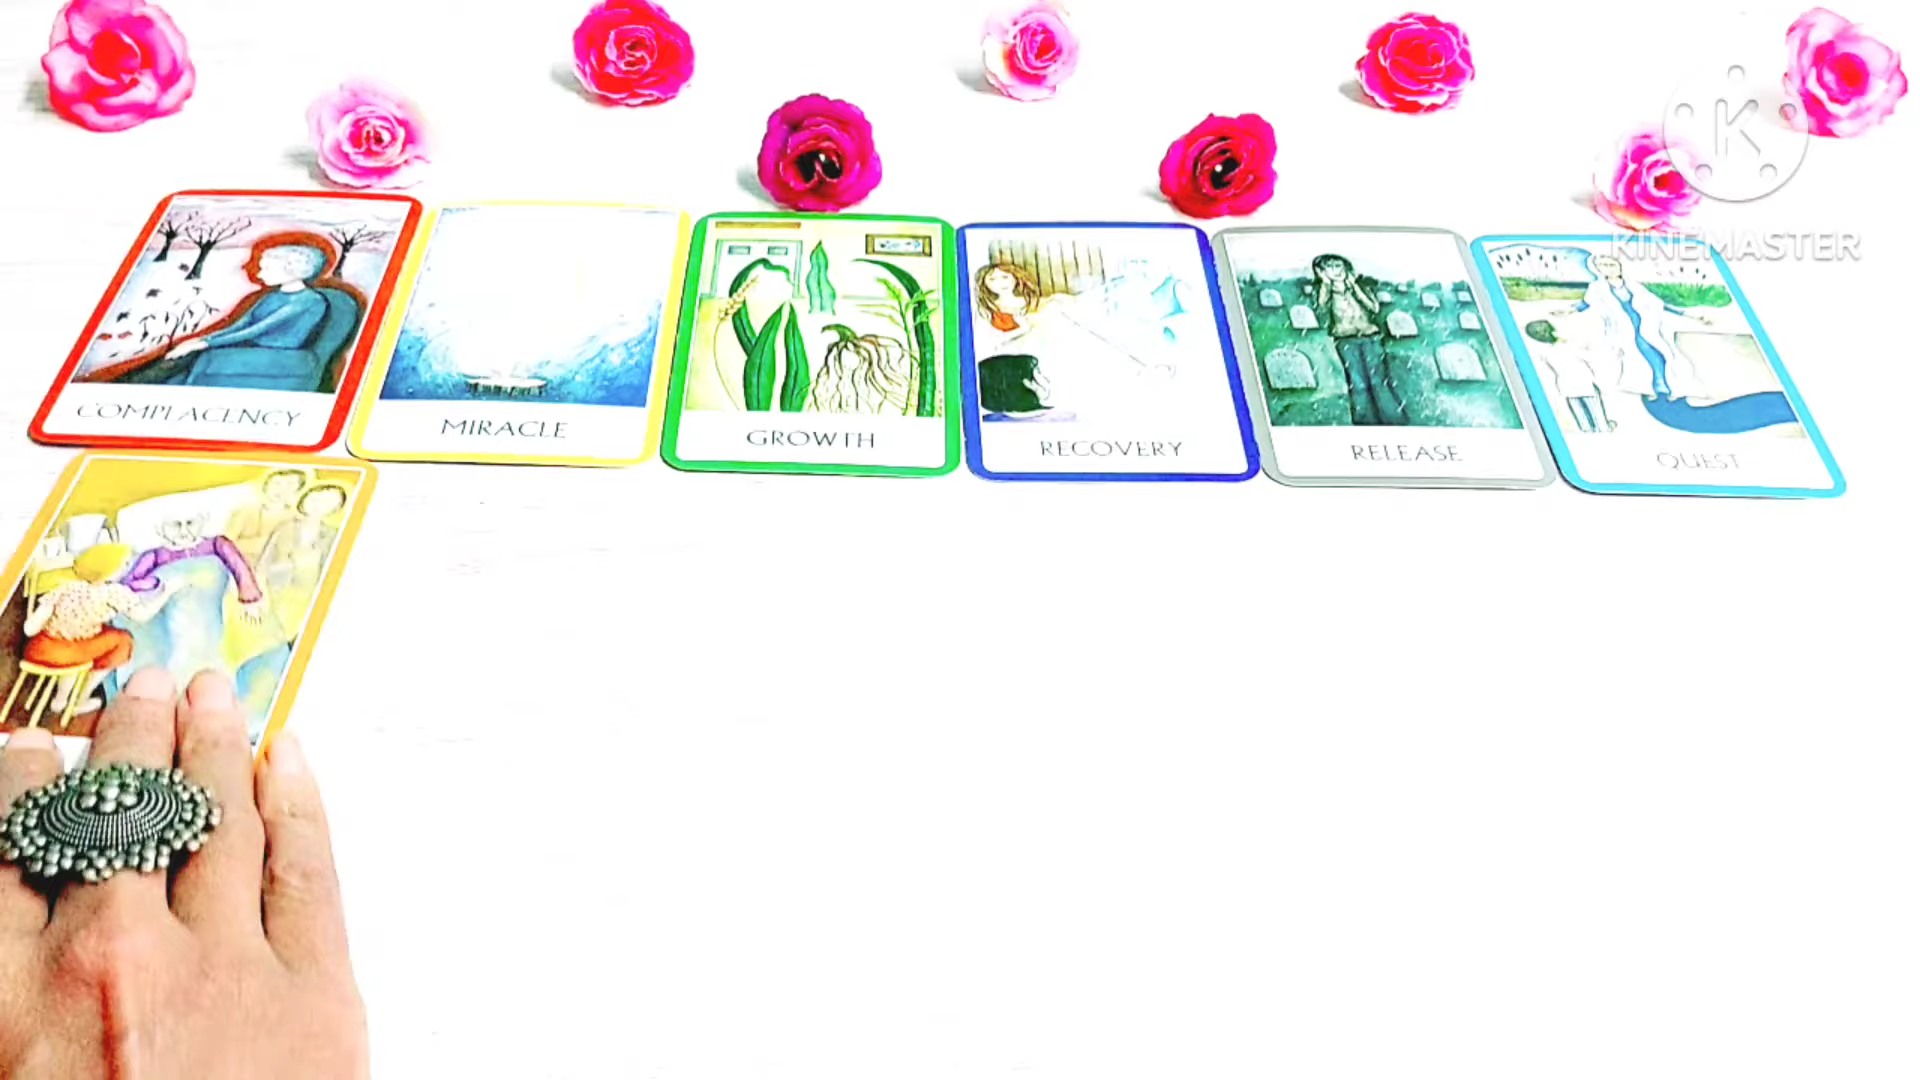 K
KINEMASTER
COMPLACENCY
MIRACLE
GROWTH
RECOVERY
RELEASE
QUEST